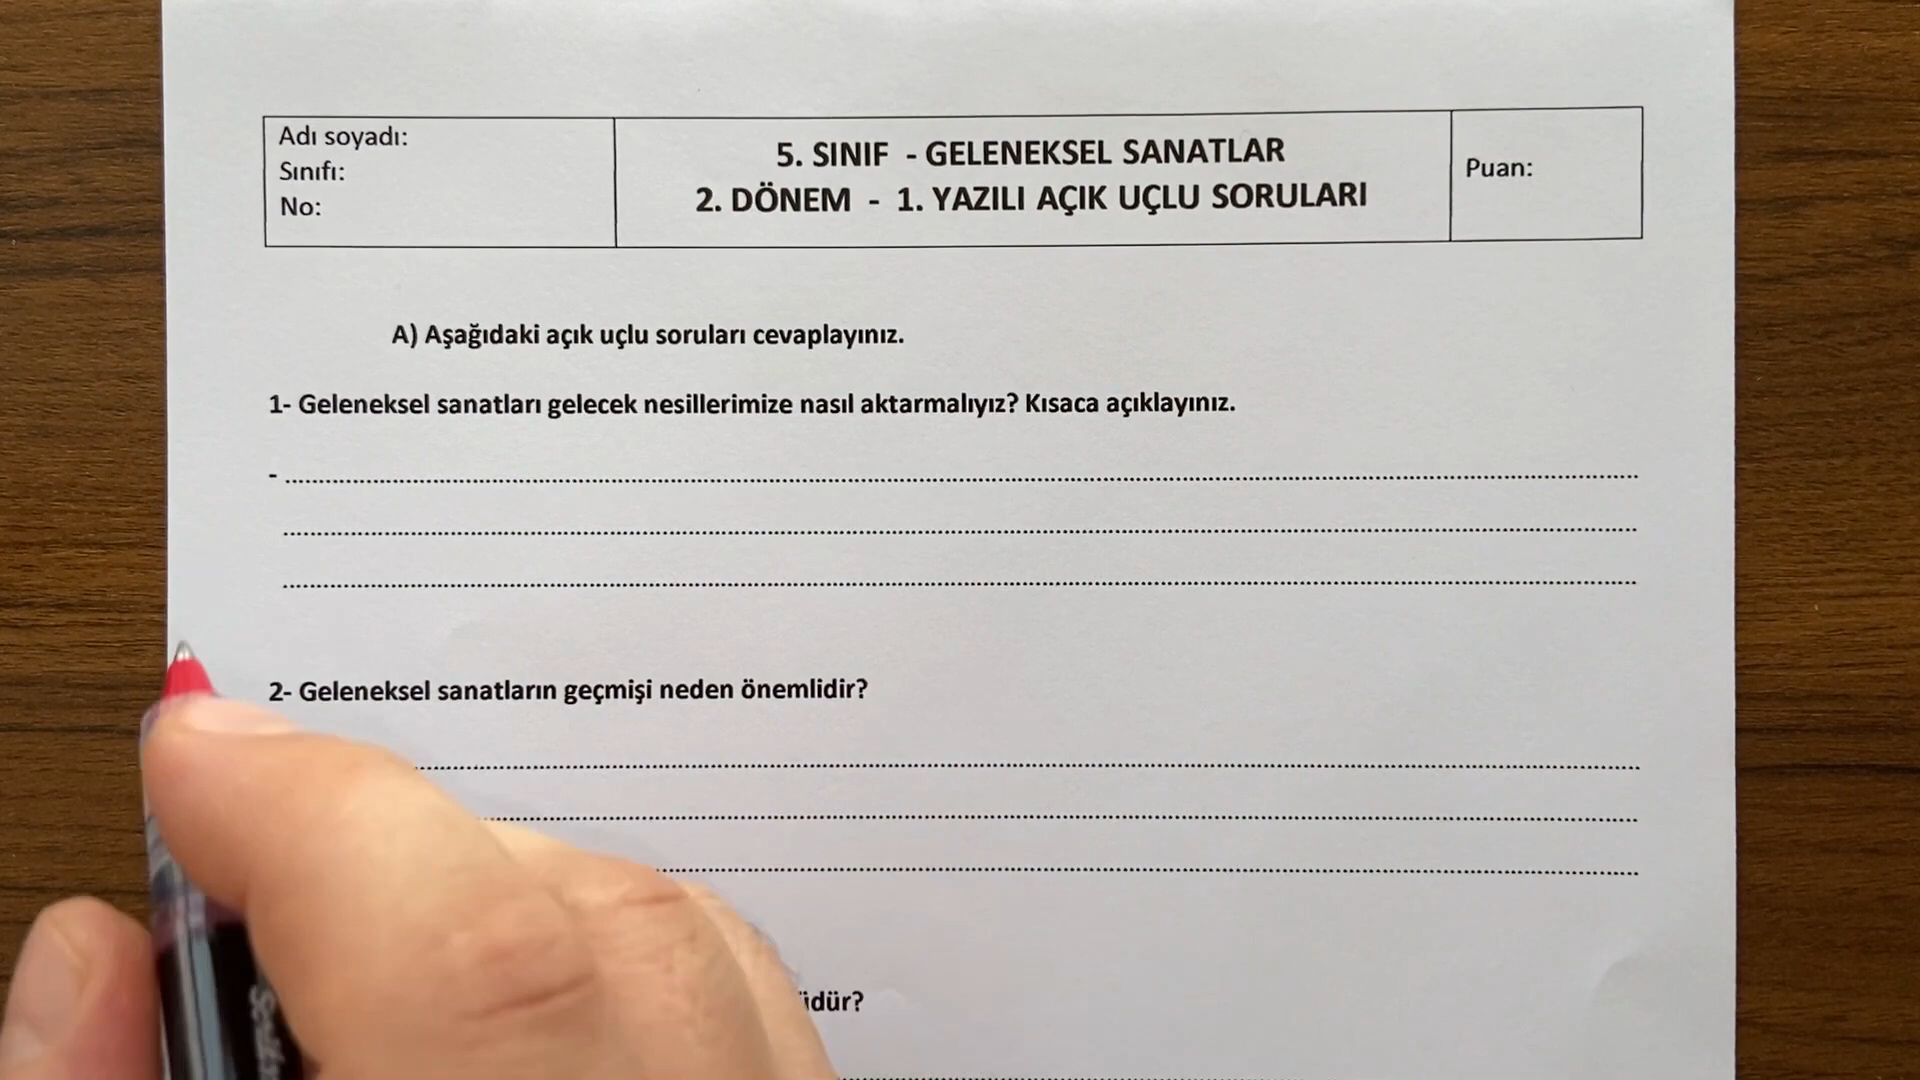 Adı soyadı:
Sınıfı:
No:
5. SINIF - GELENEKSEL SANATLAR
2. DÖNEM - 1. YAZILI AÇIK UÇLU SORULARI
Puan:
A) Aşağıdaki açık uçlu soruları cevaplayınız.
1- Geleneksel sanatları gelecek nesillerimize nasıl aktarmalıyız? Kısaca açıklayınız.
-
2- Geleneksel sanatların geçmişi neden önemlidir?